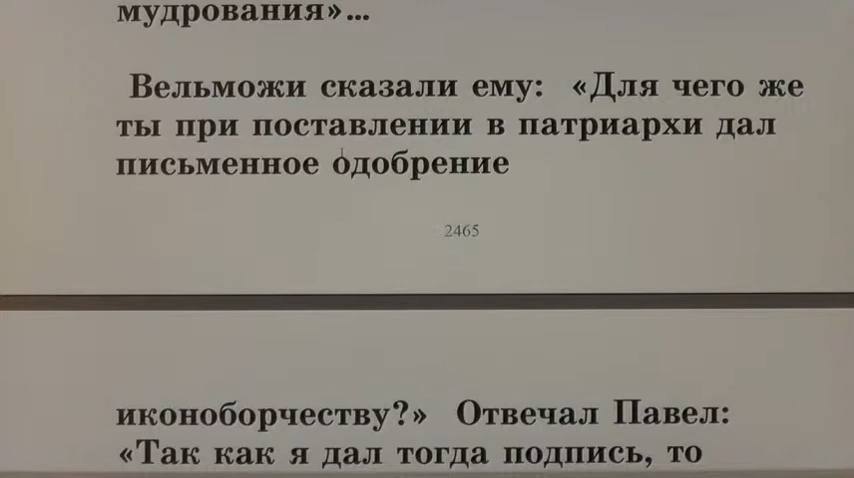 мудрования»...
Вельможи сказали ему: «Для чего же
ты при поставлении в патриархи дал
письменное одобрение
2465
иконоборчеству?» Отвечал Павел:
«Так как я дал тогда подпись, то